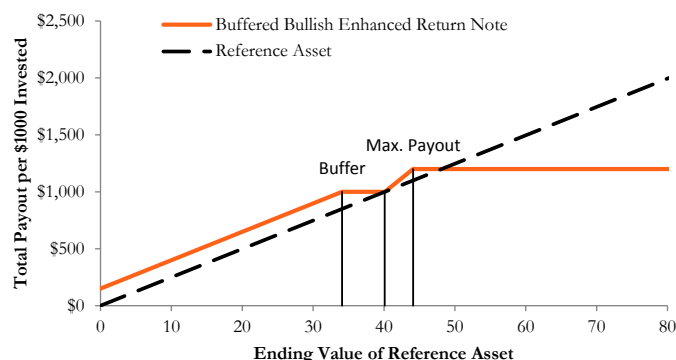 $2,500
Buffered Bullish Enhanced Return Note
Reference Asset
$2,000
$1,500
Max. Payout
Buffer
$1,000
$500
$0
0 10 20 30 40 50 60 70 80
Total Payout per $1000 Invested
Ending Value of Reference Asset